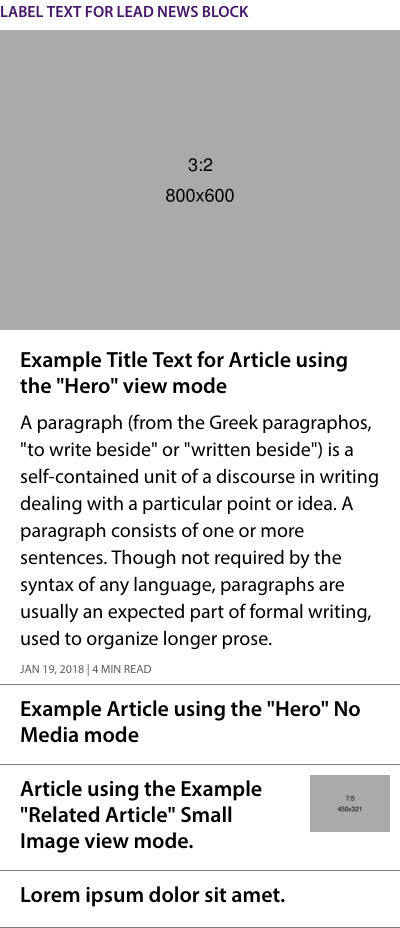 LABEL TEXT FOR LEAD NEWS BLOCK
3:2
800x600
Example Title Text for Article using
the "Hero" view mode
A paragraph (from the Greek paragraphos,
"to write beside" or "written beside") is a
self-contained unit of a discourse in writing
dealing with a particular point or idea. A
paragraph consists of one or more
sentences. Though not required by the
syntax of any language, paragraphs are
usually an expected part of formal writing,
used to organize longer prose.
JAN 19, 2018 | 4 MIN READ
Example Article using the "Hero" No
Media mode
Article using the Example
"Related Article" Small
Image view mode.
7:5
450x321
Lorem ipsum dolor sit amet.